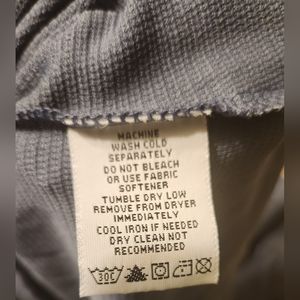 MACHINE
WASH COLD
SEPARATELY
DO NOT BLEACH
OR USE FABRIC
SOFTENER
TUMBLE DRY LOW
REMOVE FROM DRYER
IMMEDIATELY
COOL IRON IF NEEDED
DRY CLEAN NOT
RECOMMENDED
30C